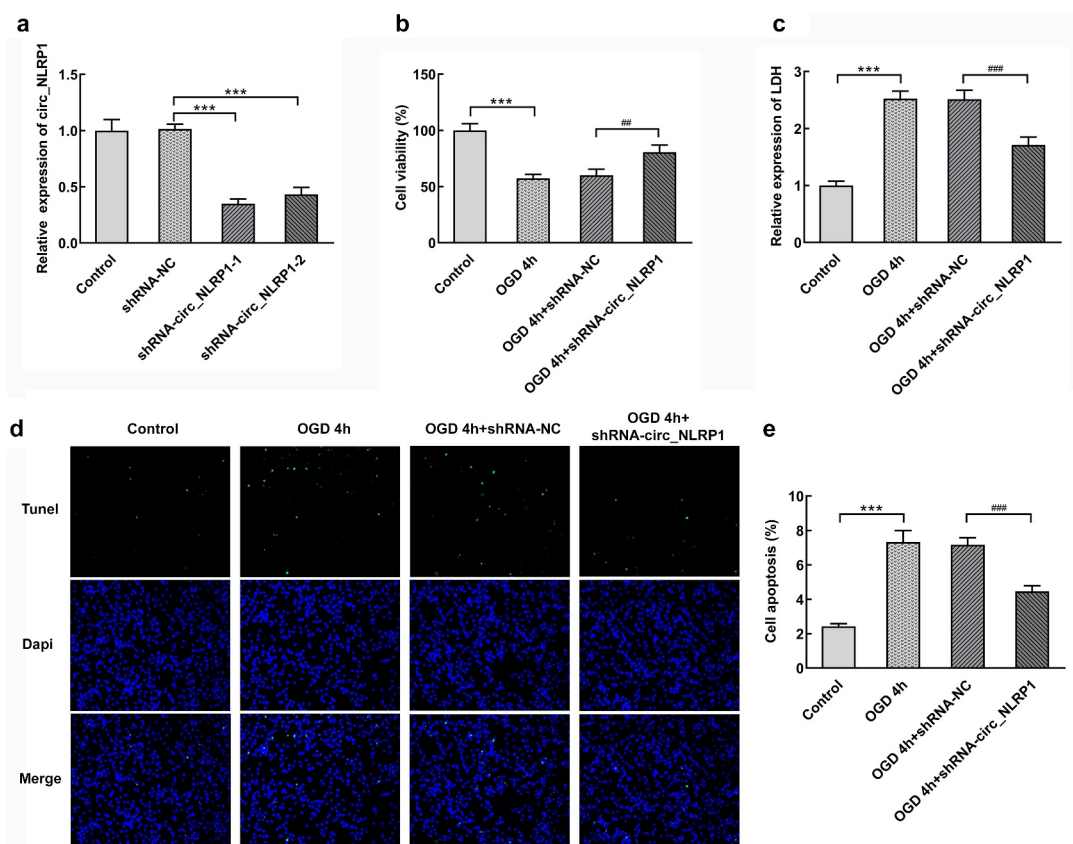 a
Relative expression of circ_NLRP1
1.5
1.0
0.5
0.0
***
***
Control
shRNA-NC
shRNA-circ_NLRP1-1
shRNA-circ_NLRP1-2
b
Cell viability (%)
150
100
50
0
***
##
Control
OGD 4h
OGD 4h+shRNA-NC
OGD 4h+shRNA-circ_NLRP1
c
Relative expression of LDH
3
2
1
0
***
###
Control
OGD 4h
OGD 4h+shRNA-NC
OGD 4h+shRNA-circ_NLRP1
d
Control
OGD 4h
OGD 4h+shRNA-NC
OGD 4h+
shRNA-circ_NLRP1
Tunel
Dapi
Merge
e
Cell apoptosis (%)
10
8
6
4
2
0
***
###
Control
OGD 4h
OGD 4h+shRNA-NC
OGD 4h+shRNA-circ_NLRP1